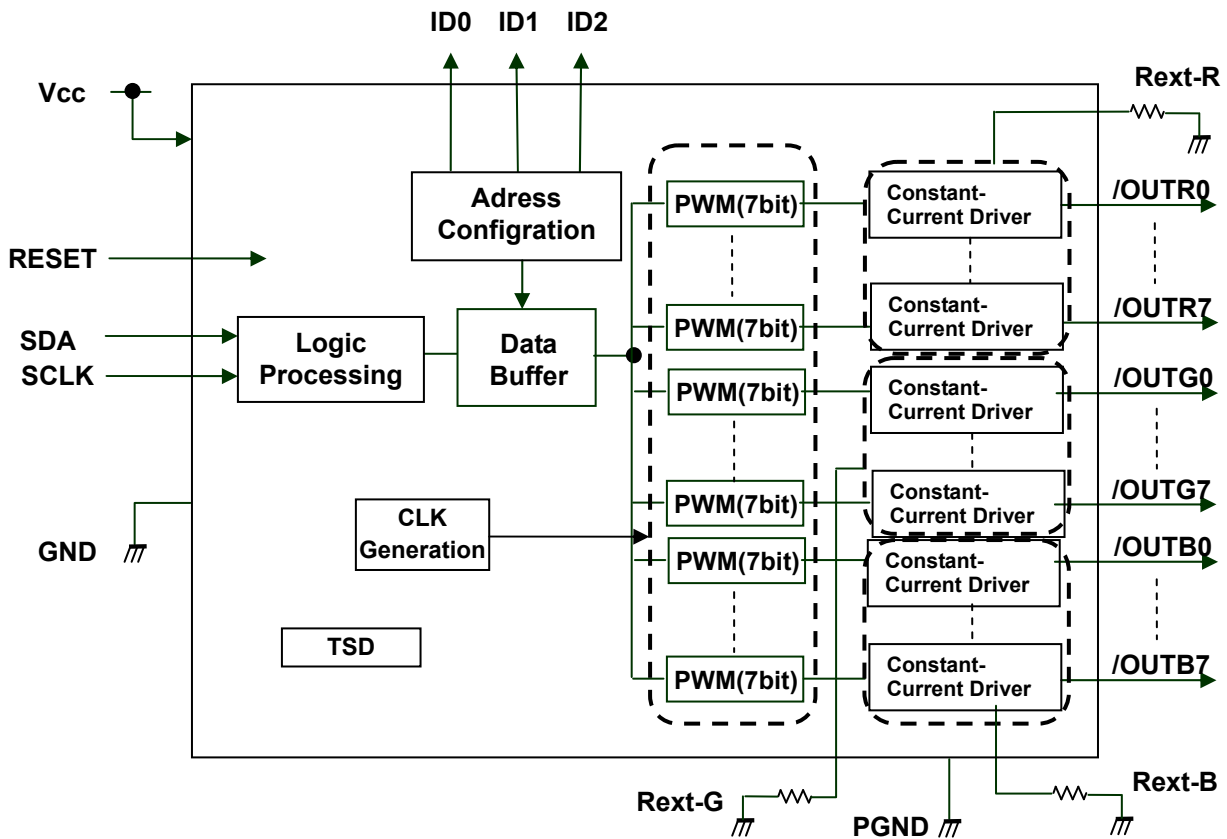 ID0 ID1 ID2
Rext-R
Vcc
Adress
Configration
PWM(7bit)
Constant-
Current Driver
/OUTR0
RESET
PWM(7bit)
Constant-
Current Driver
/OUTR7
SDA
SCLK
Logic
Processing
Data
Buffer
PWM(7bit)
Constant-
Current Driver
/OUTG0
PWM(7bit)
Constant-
Current Driver
/OUTG7
GND
CLK
Generation
PWM(7bit)
Constant-
Current Driver
/OUTB0
TSD
PWM(7bit)
Constant-
Current Driver
/OUTB7
Rext-G
PGND
Rext-B